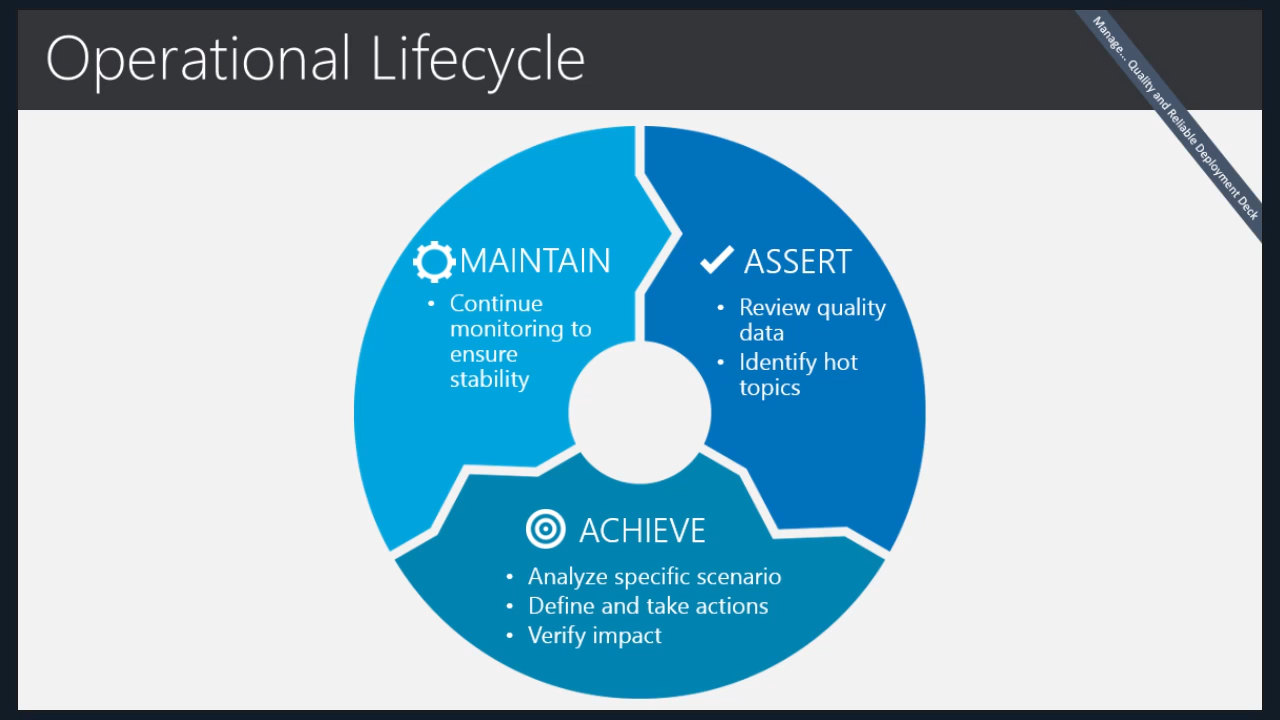 Operational Lifecycle
Manage... Quality and Reliable Deployment Deck
MAINTAIN
• Continue
monitoring to
ensure
stability
ASSERT
• Review quality
data
• Identify hot
topics
ACHIEVE
• Analyze specific scenario
• Define and take actions
• Verify impact